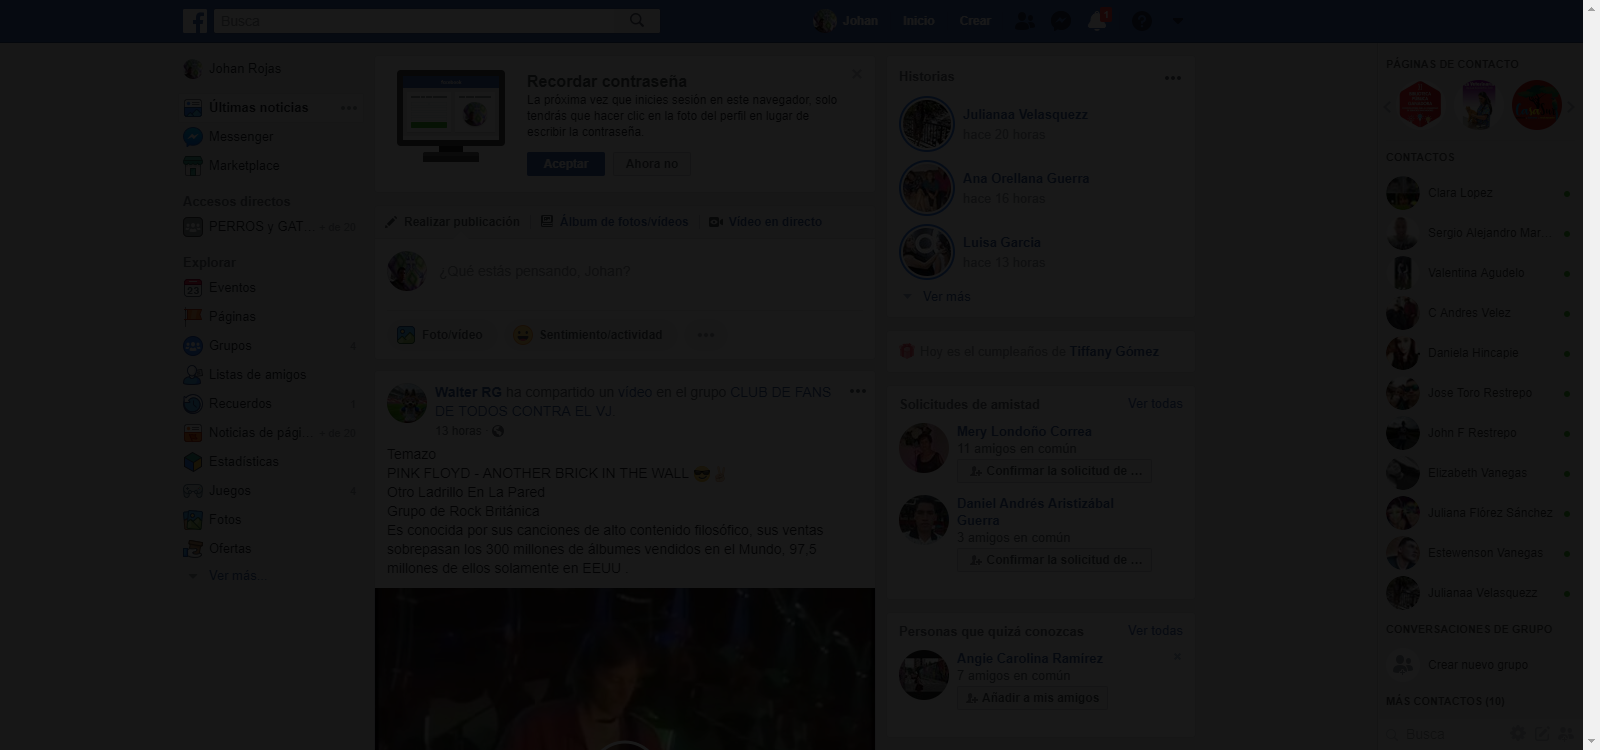 Busca
Johan
Inicio
Crear
Johan Rojas
Últimas noticias
Messenger
Marketplace
Accesos directos
PERROS y GAT...
+ de 20
Explorar
Eventos
Páginas
Grupos
Listas de amigos
Recuerdos
1
Noticias de pági...
+ de 20
Estadísticas
Juegos
Fotos
Ofertas
Ver más...
Recordar contraseña
La próxima vez que inicies sesión en este navegador, solo
tendrás que hacer clic en la foto del perfil en lugar de
escribir la contraseña.
Aceptar
Ahora no
Realizar publicación
Álbum de fotos/vídeos
Vídeo en directo
¿Qué estás pensando, Johan?
Foto/vídeo
Sentimiento/actividad
Walter RG ha compartido un vídeo en el grupo CLUB DE FANS
DE TODOS CONTRA EL VJ.
13 horas ·
Temazo
PINK FLOYD - ANOTHER BRICK IN THE WALL 😎✌
Otro Ladrillo En La Pared
Grupo de Rock Británica
Es conocida por sus canciones de alto contenido filosófico, sus ventas
sobrepasan los 300 millones de álbumes vendidos en el Mundo, 97,5
millones de ellos solamente en EEUU
Historias
Julianaa Velasquezz
hace 20 horas
Ana Orellana Guerra
hace 16 horas
Luisa García
hace 13 horas
Ver más
Hoy es el cumpleaños de Tiffany Gómez
Solicitudes de amistad
Ver todas
Mery Londoño Correa
11 amigos en común
Confirmar la solicitud de ...
Daniel Andrés Aristizábal
Guerra
3 amigos en común
Confirmar la solicitud de ...
Personas que quizá conozcas
Ver todas
Angie Carolina Ramirez
7 amigos en común
Añadir a mis amigos
PÁGINAS DE CONTACTO
CONTACTOS
Clara Lopez
Sergio Alejandro Mar...
Valentina Agudelo
C Andres Velez
Daniela Hincapie
Jose Toro Restrepo
John F Restrepo
Elizabeth Vanegas
Juliana Flórez Sánchez
Estewenson Vanegas
Julianaa Velasquezz
CONVERSACIONES DE GRUPO
Crear nuevo grupo
MÁS CONTACTOS (10)
Busca